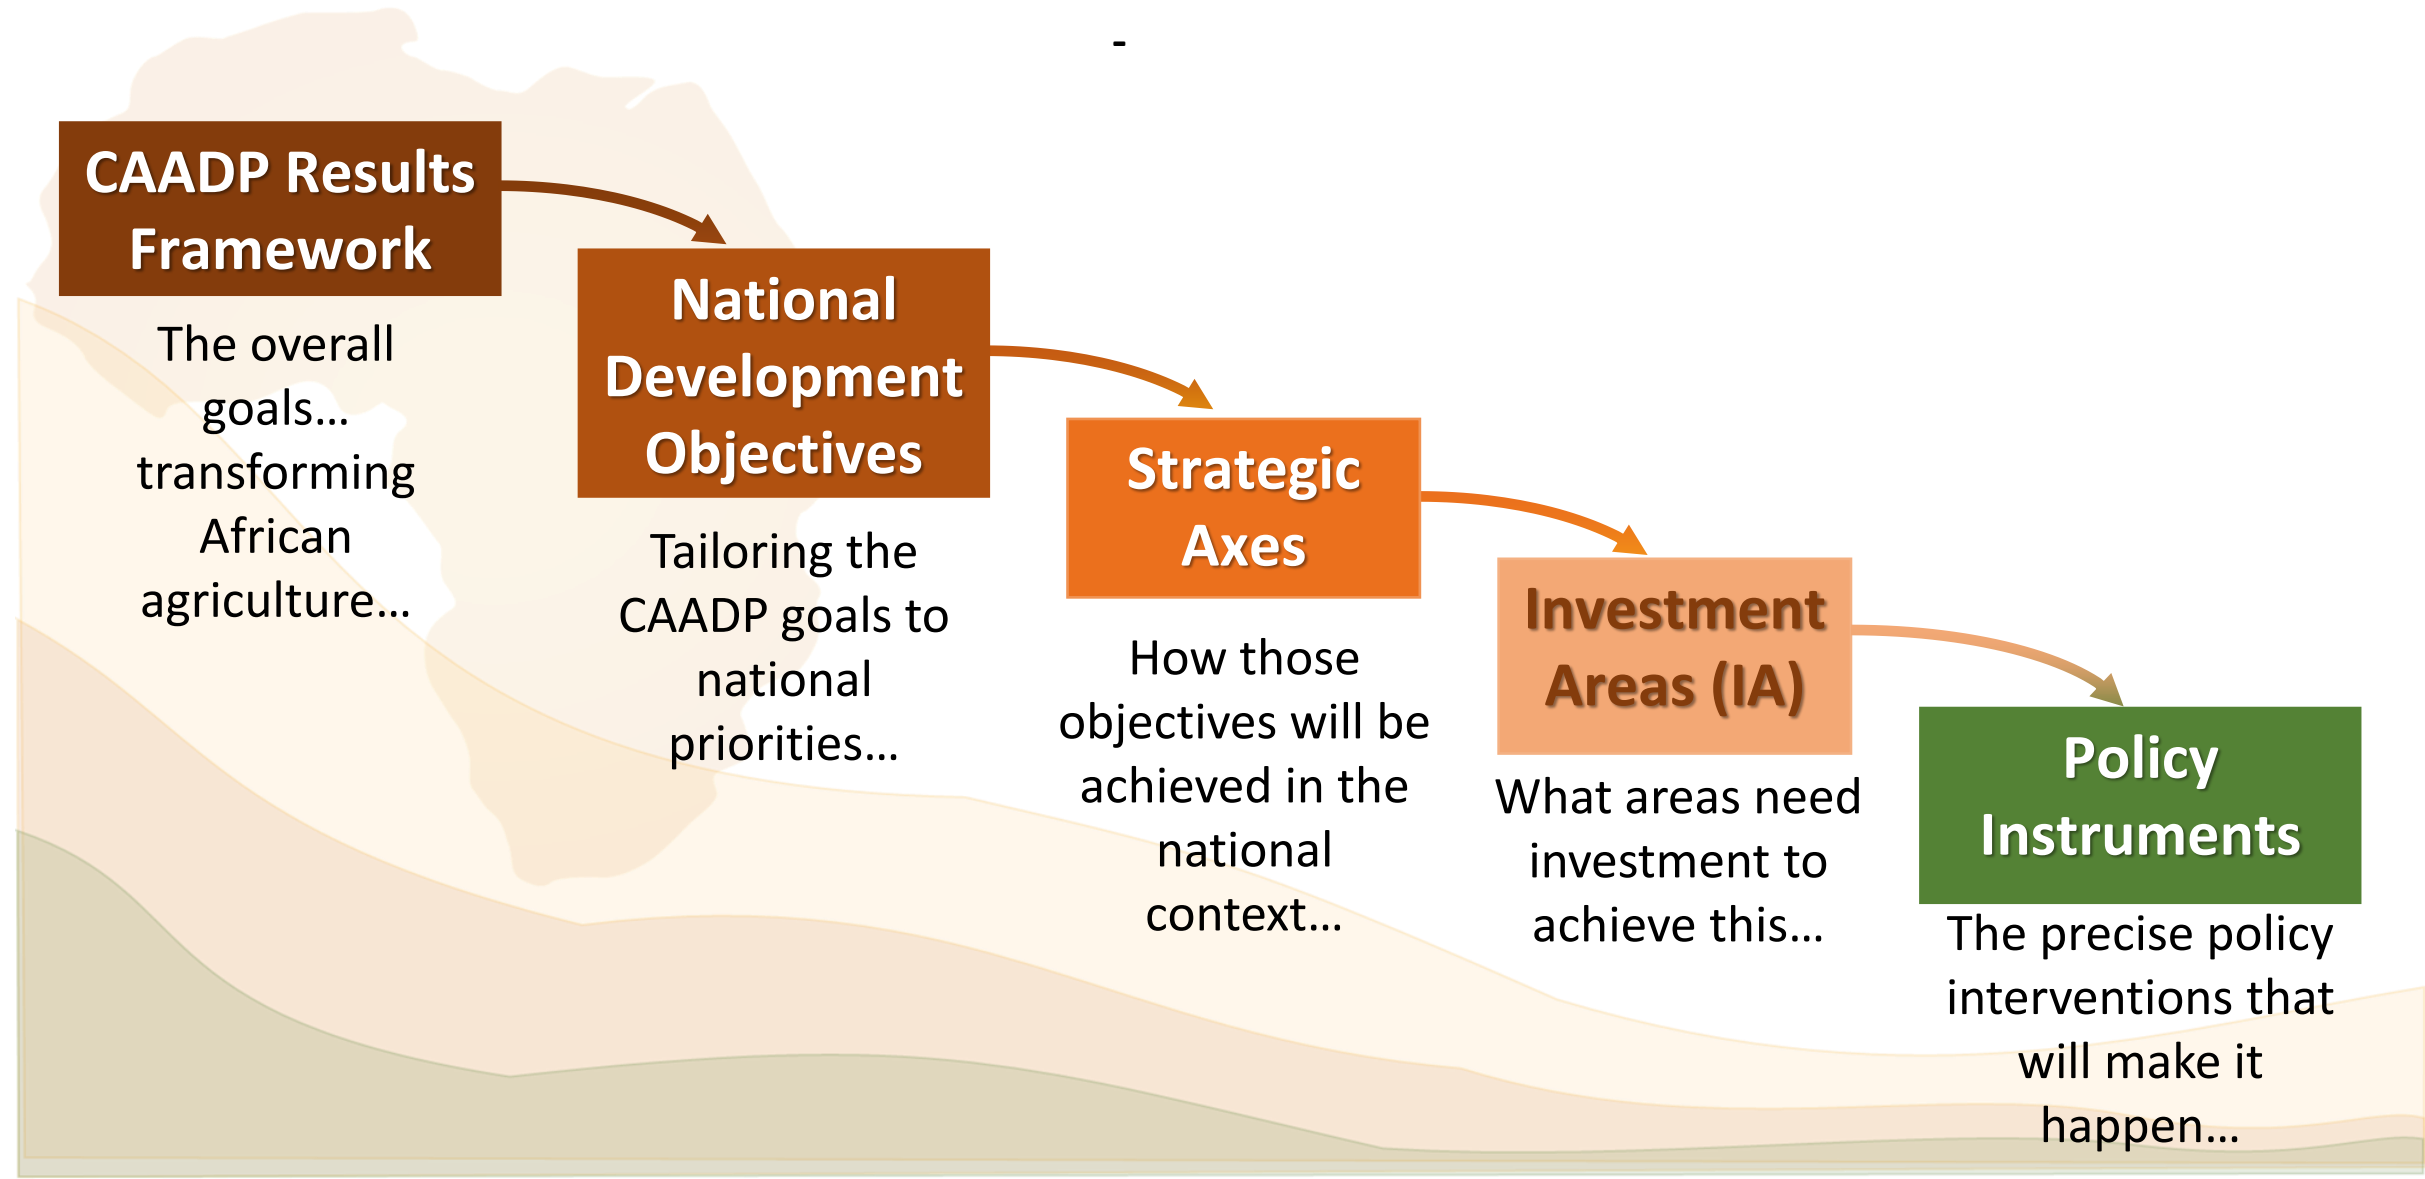 -
CAADP Results
Framework
The overall
goals...
transforming
African
agriculture...
National
Development
Objectives
Tailoring the
CAADP goals to
national
priorities...
Strategic
Axes
How those
objectives will be
achieved in the
national
context...
Investment
Areas (IA)
What areas need
investment to
achieve this...
Policy
Instruments
The precise policy
interventions that
will make it
happen...